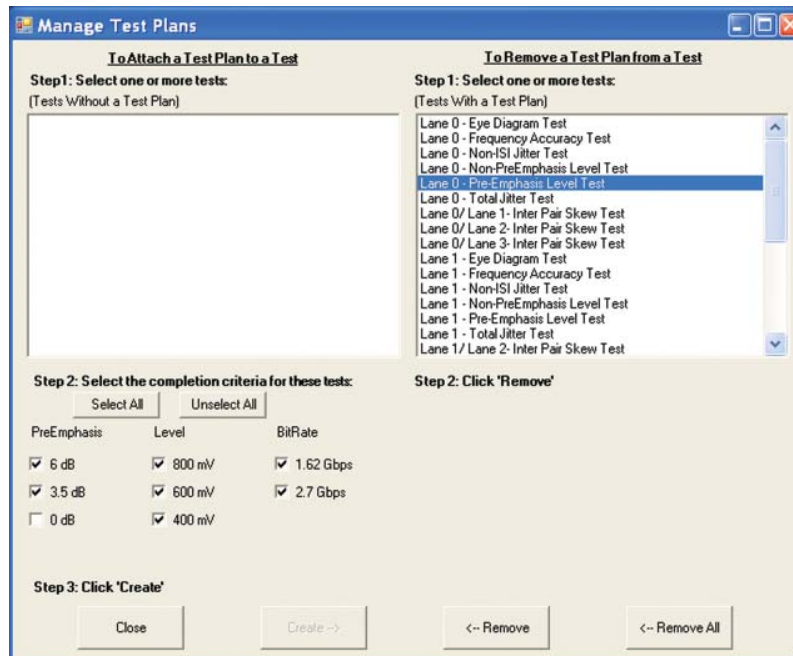 Manage Test Plans
To Attach a Test Plan to a Test
Step1: Select one or more tests:
(Tests Without a Test Plan)
To Remove a Test Plan from a Test
Step 1: Select one or more tests:
(Tests With a Test Plan)
Lane 0 - Eye Diagram Test
Lane 0 - Frequency Accuracy Test
Lane 0 - Non-ISI Jitter Test
Lane 0 - Non-PreEmphasis Level Test
Lane 0 - Pre-Emphasis Level Test
Lane 0 - Total Jitter Test
Lane 0/ Lane 1- Inter Pair Skew Test
Lane 0/ Lane 2- Inter Pair Skew Test
Lane 0/ Lane 3- Inter Pair Skew Test
Lane 1 - Eye Diagram Test
Lane 1 - Frequency Accuracy Test
Lane 1 - Non-ISI Jitter Test
Lane 1 - Non-PreEmphasis Level Test
Lane 1 - Pre-Emphasis Level Test
Lane 1 - Total Jitter Test
Lane 1/ Lane 2- Inter Pair Skew Test
Step 2: Select the completion criteria for these tests:
Select All Unselect All
PreEmphasis Level BitRate
6 dB 800 mV 1.62 Gbps
3.5 dB 600 mV 2.7 Gbps
0 dB 400 mV
Step 2: Click 'Remove'
Step 3: Click 'Create'
Close Create --> <-- Remove <-- Remove All